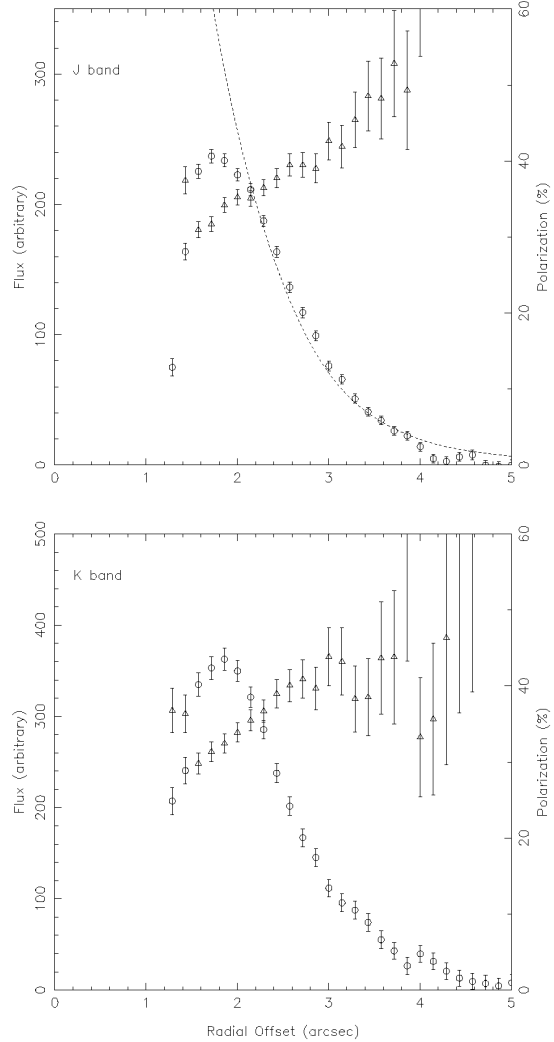 J band
300
200
100
0
Flux (arbitrary)
60
40
20
0
Polarization (%)
0 1 2 3 4 5
K band
500
400
300
200
100
0
Flux (arbitrary)
60
40
20
0
Polarization (%)
0 1 2 3 4 5
Radial Offset (arcsec)